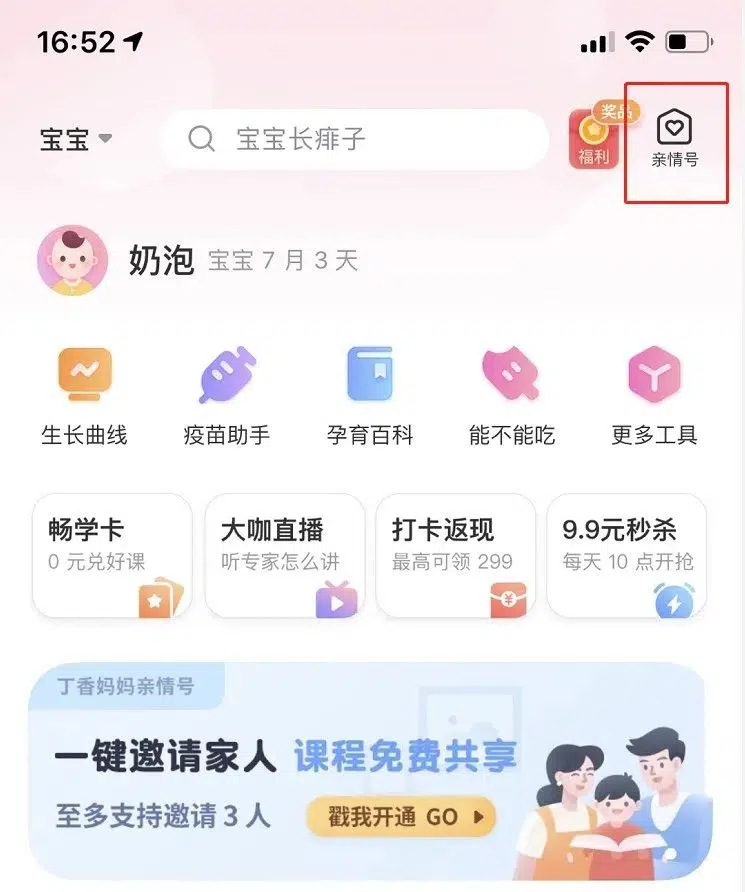 16:52
奖品
宝宝
宝宝长痱子
福利
亲情号
奶泡 宝宝 7 月 3 天
生长曲线 疫苗助手 孕育百科 能不能吃 更多工具
畅学卡 大咖直播 打卡返现 9.9元秒杀
0 元兑好课 听专家怎么讲 最高可领 299 每天 10 点开抢
丁香妈妈亲情号
一键邀请家人 课程免费共享
至多支持邀请 3 人 戳我开通 GO